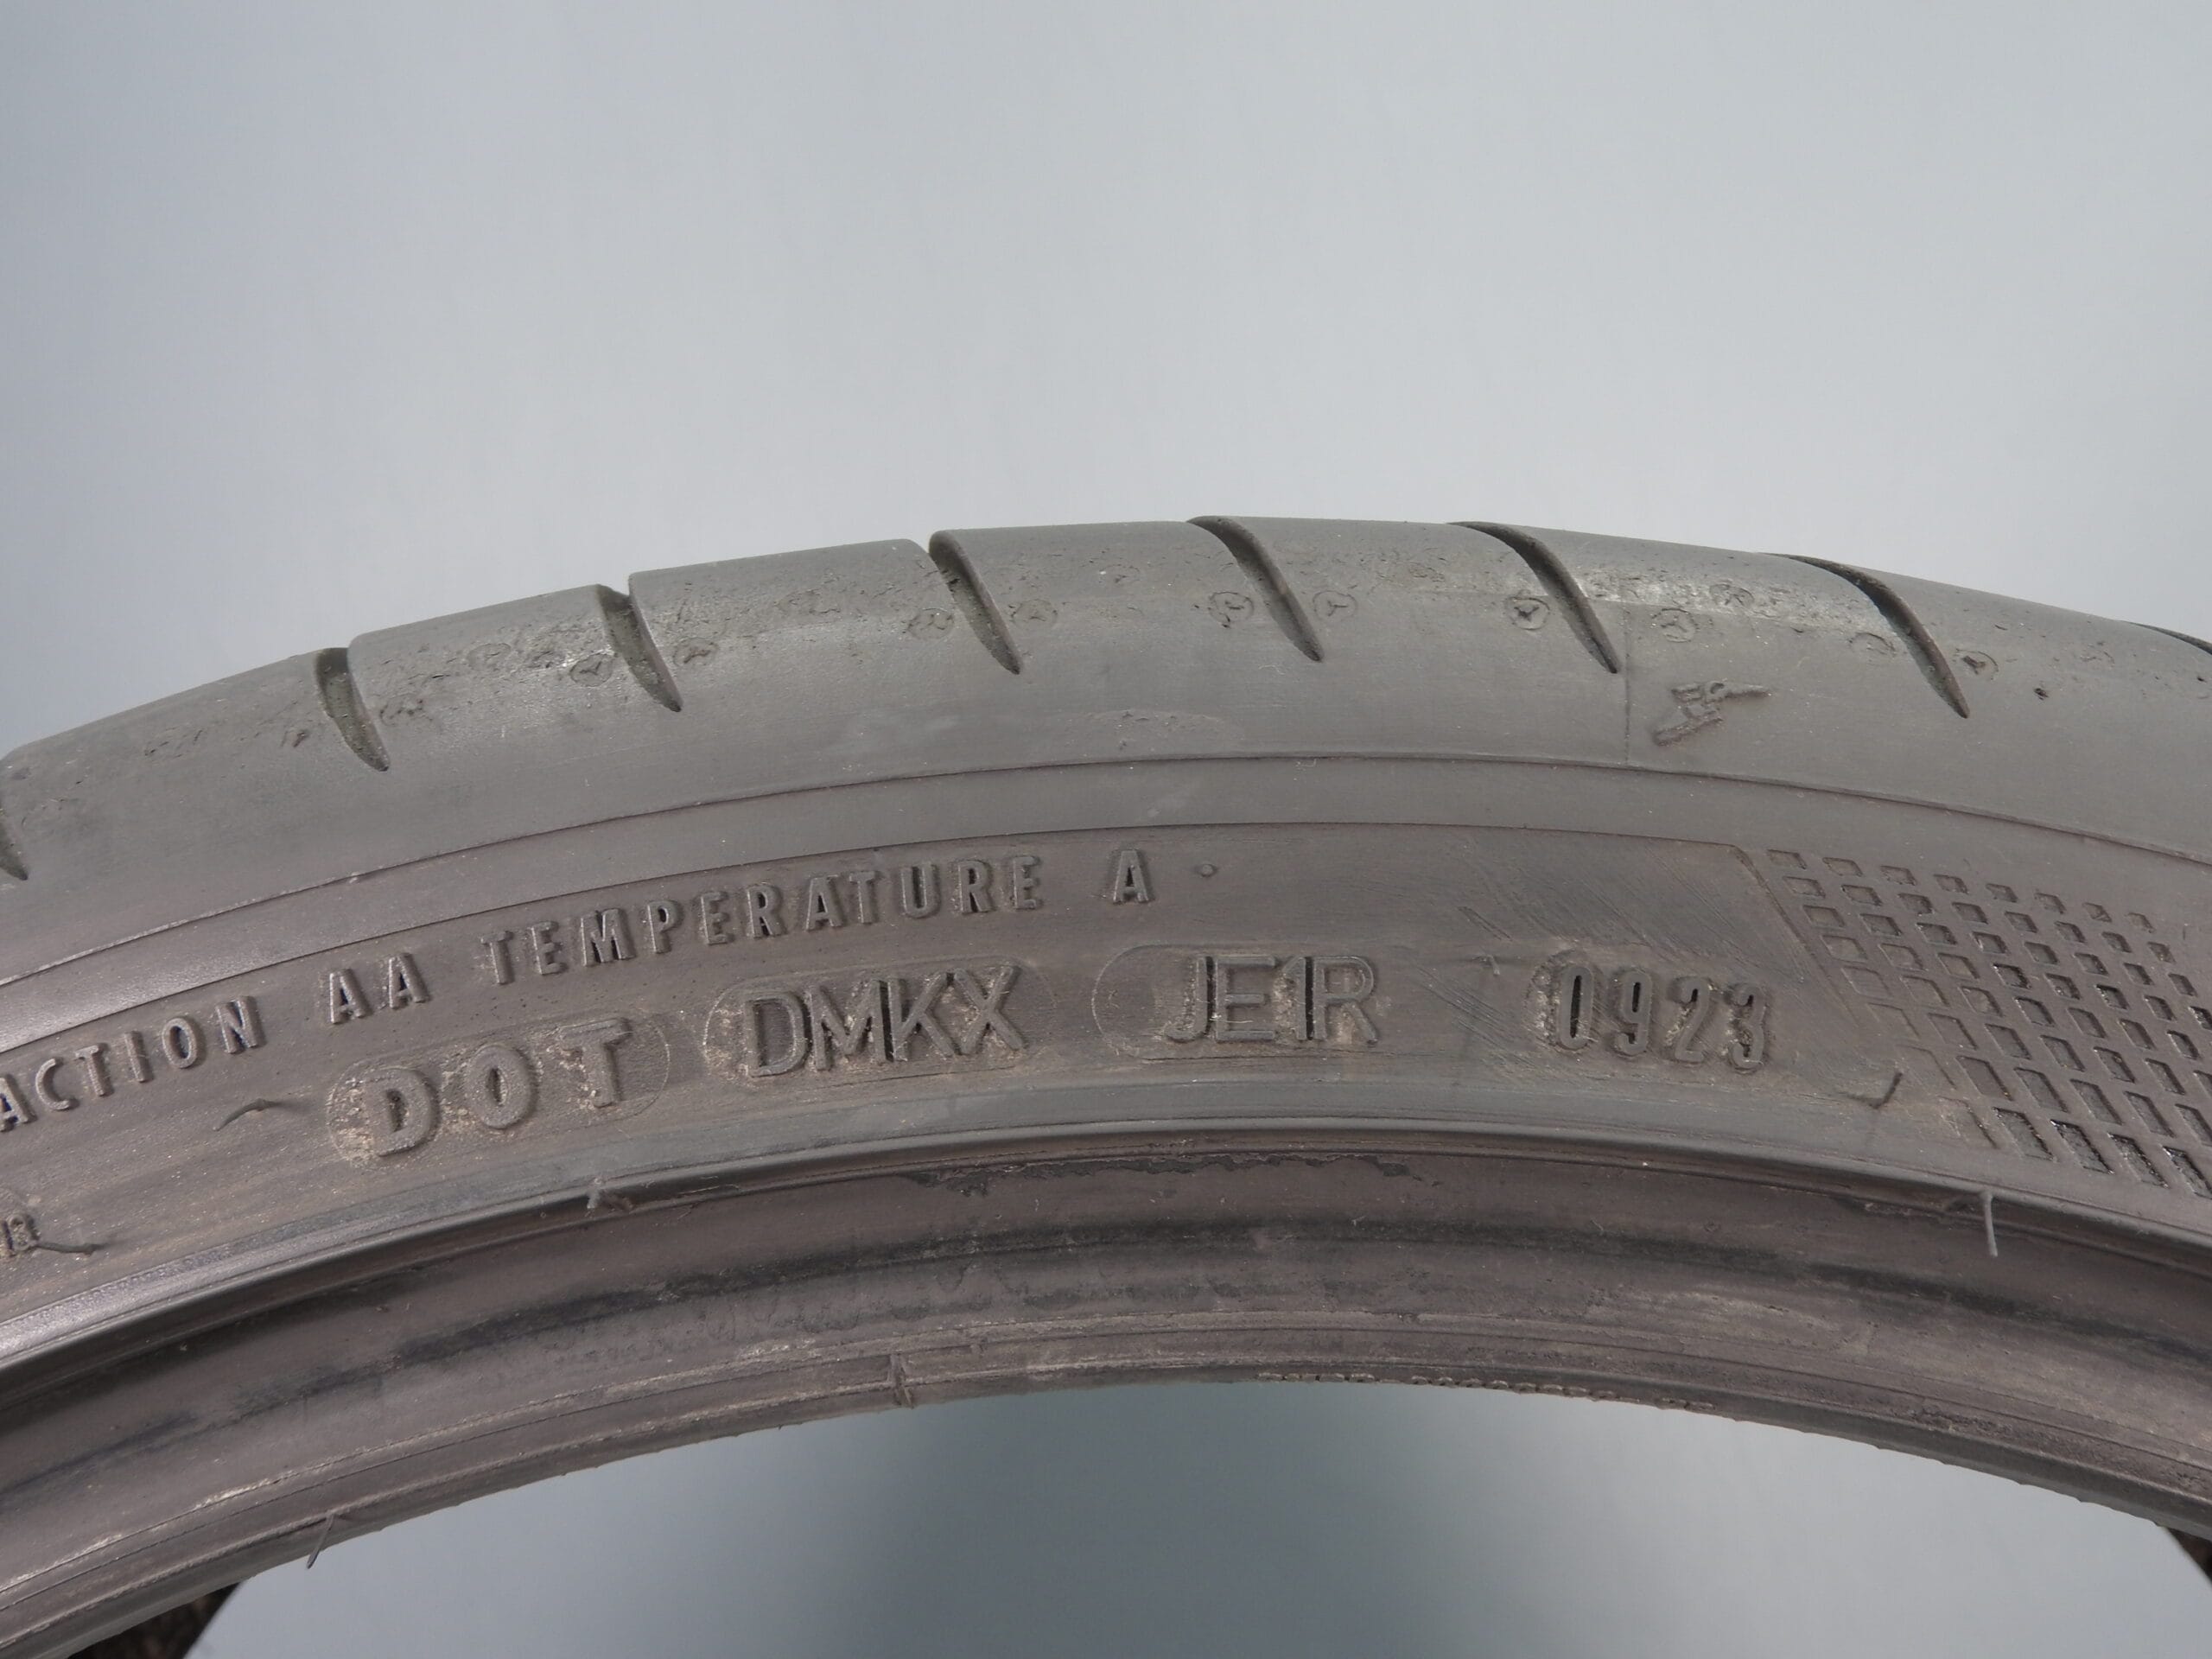 ACTION AA TEMPERATURE A
DOT DMKX JE1R 0923